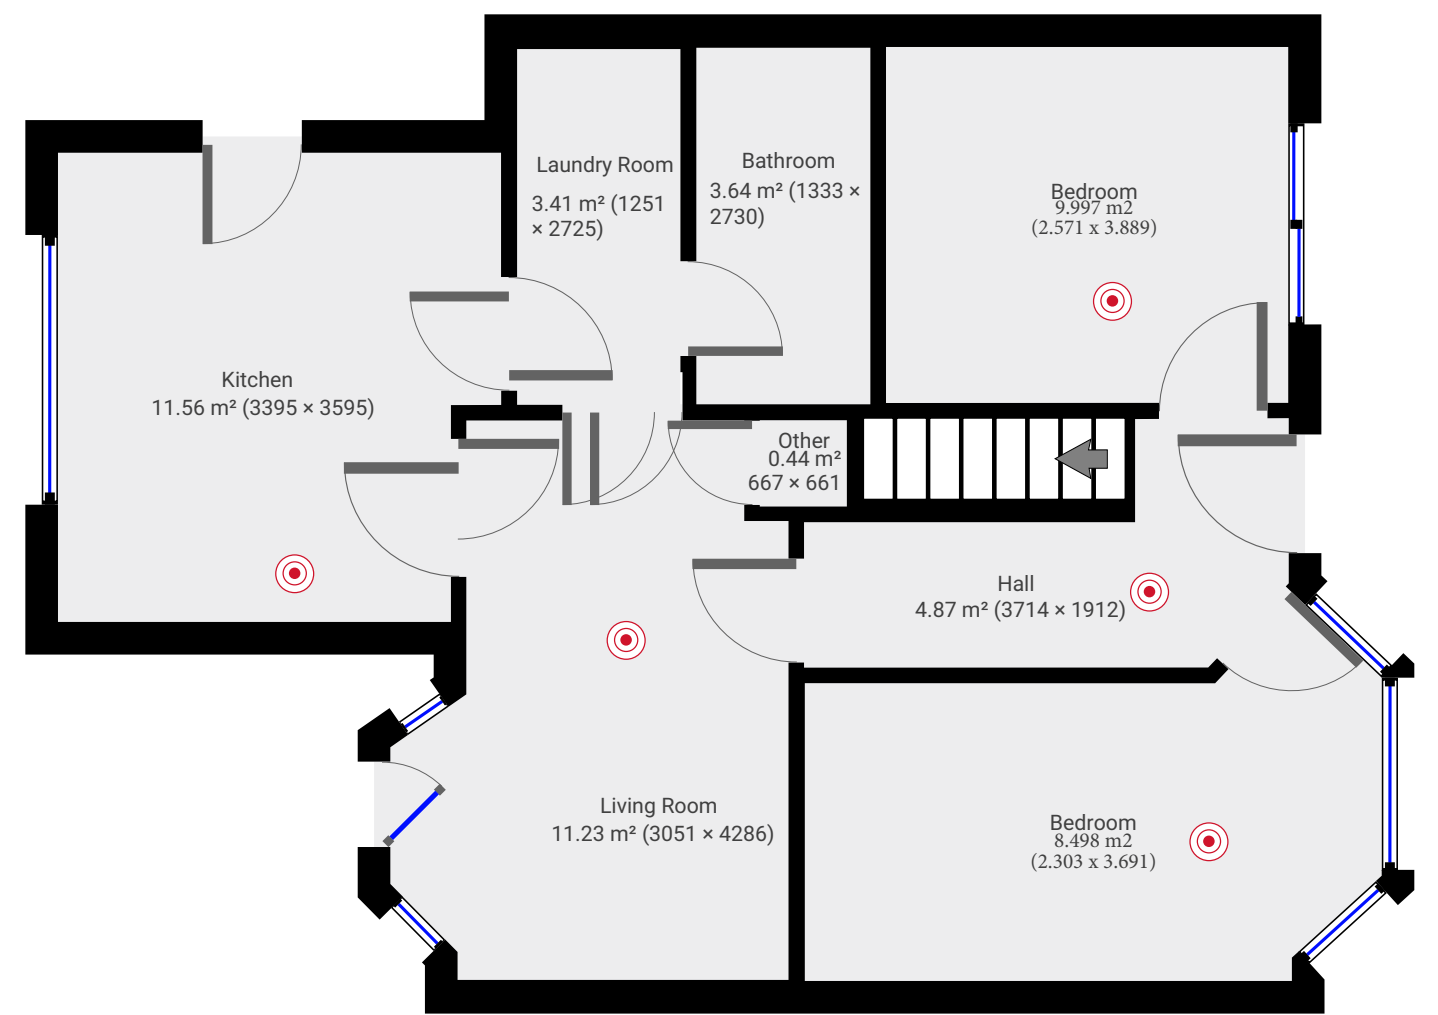 Laundry Room
3.41 m² (1251
× 2725)
Bathroom
3.64 m² (1333 ×
2730)
Bedroom
9.997 m2
(2.571 x 3.889)
Kitchen
11.56 m² (3395 × 3595)
Other
0.44 m²
667 × 661
Hall
4.87 m² (3714 × 1912)
Living Room
11.23 m² (3051 × 4286)
Bedroom
8.498 m2
(2.303 x 3.691)